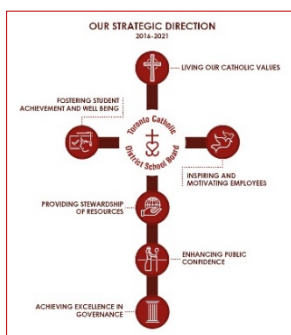 OUR STRATEGIC DIRECTION
2016-2021
LIVING OUR CATHOLIC VALUES
FOSTERING STUDENT
ACHIEVEMENT AND WELL BEING
Toronto Catholic
District School Board
INSPIRING AND
MOTIVATING EMPLOYEES
PROVIDING STEWARDSHIP
OF RESOURCES
ENHANCING PUBLIC
CONFIDENCE
ACHIEVING EXCELLENCE IN
GOVERNANCE